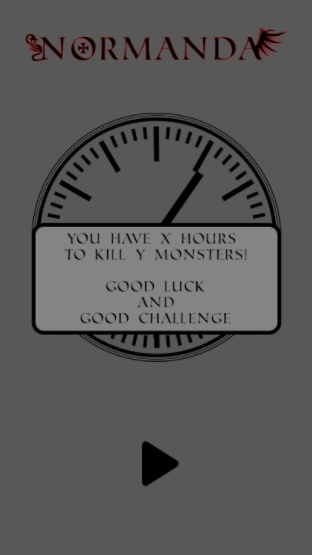 NORMANDA
YOU HAVE X HOURS
TO KILL Y MONSTERS!
GOOD LUCK
AND
GOOD CHALLENGE